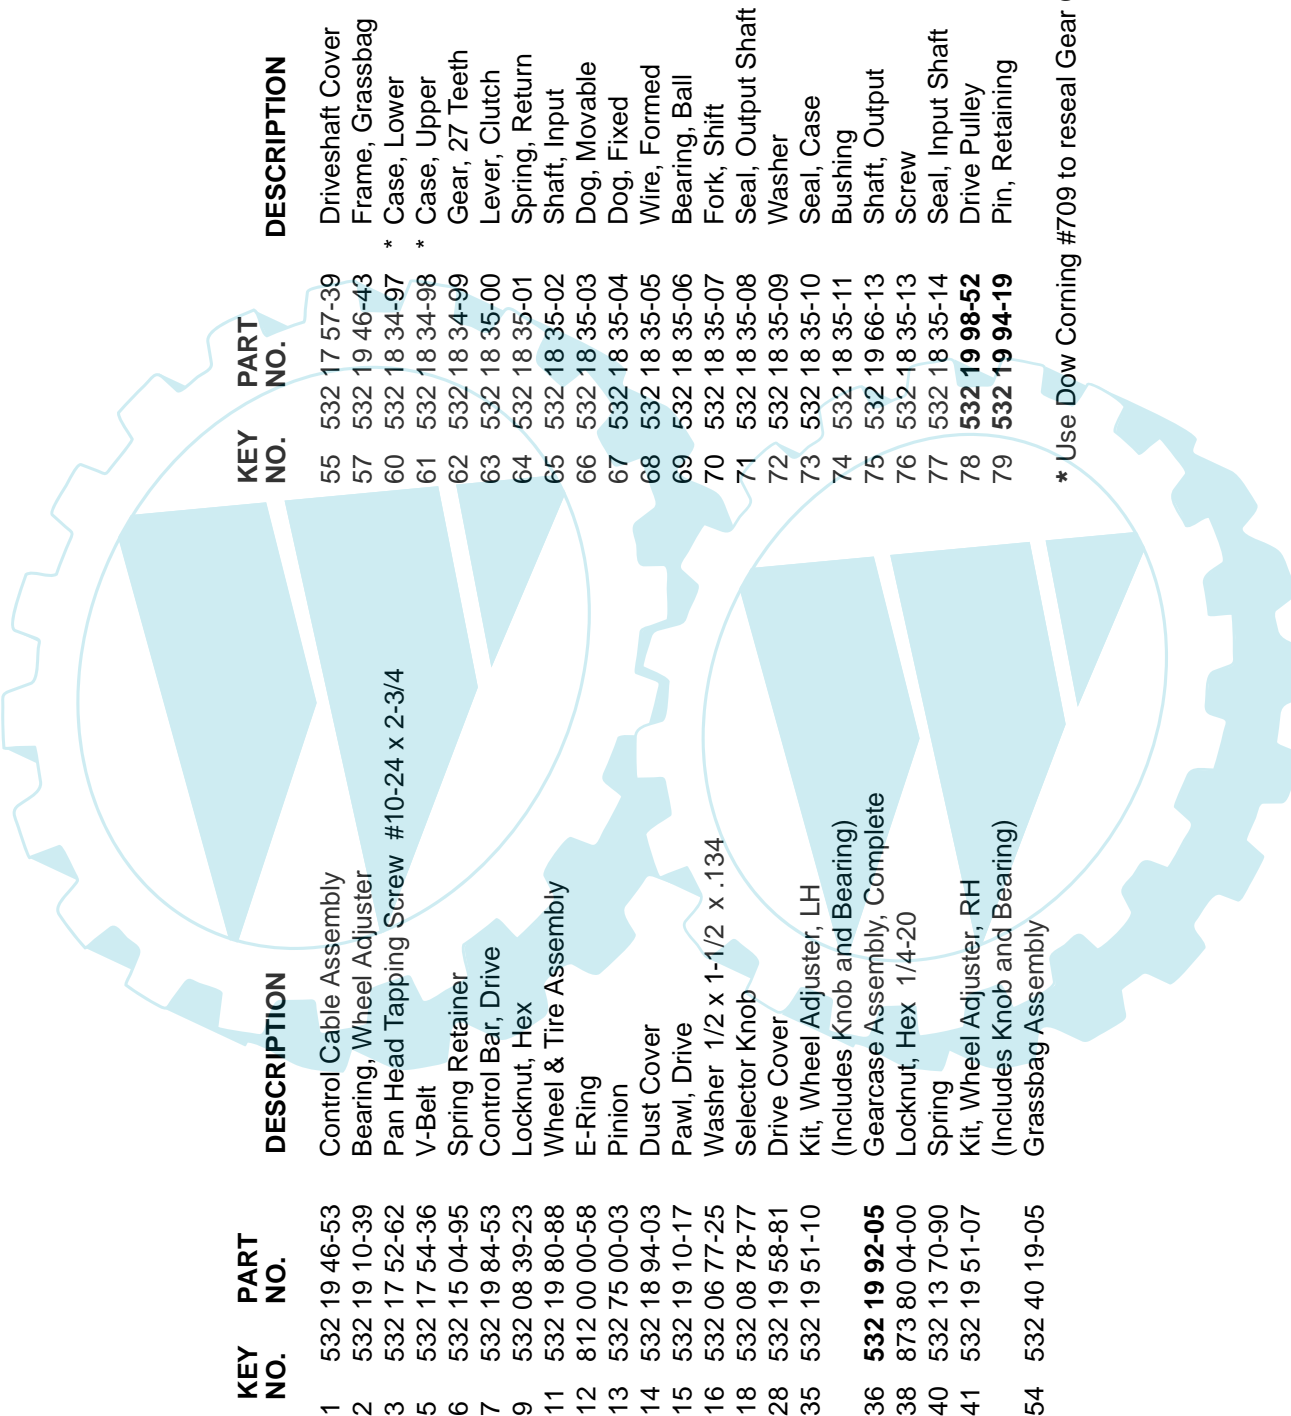 KEY PART
NO. NO. DESCRIPTION
1 532 19 46-53 Control Cable Assembly
2 532 19 10-39 Bearing, Wheel Adjuster
3 532 17 52-62 Pan Head Tapping Screw #10-24 x 2-3/4
5 532 17 54-36 V-Belt
6 532 15 04-95 Spring Retainer
7 532 19 84-53 Control Bar, Drive
9 532 08 39-23 Locknut, Hex
11 532 19 80-88 Wheel & Tire Assembly
12 812 00 00-58 E-Ring
13 532 75 00-03 Pinion
14 532 18 94-03 Dust Cover
15 532 19 10-17 Pawl, Drive
16 532 06 77-25 Washer 1/2 x 1-1/2 x .134
18 532 08 78-77 Selector Knob
28 532 19 58-81 Drive Cover
35 532 19 51-10 Kit, Wheel Adjuster, LH
(Includes Knob and Bearing)
36 532 19 92-05 Gearcase Assembly, Complete
38 873 80 04-00 Locknut, Hex 1/4-20
40 532 13 70-90 Spring
41 532 19 51-07 Kit, Wheel Adjuster, RH
(Includes Knob and Bearing)
54 532 40 19-05 Grassbag Assembly
KEY PART
NO. NO. DESCRIPTION
55 532 17 57-39 Driveshaft Cover
57 532 19 46-43 Frame, Grassbag
60 532 18 34-97 * Case, Lower
61 532 18 34-98 * Case, Upper
62 532 18 34-99 Gear, 27 Teeth
63 532 18 35-00 Lever, Clutch
64 532 18 35-01 Spring, Return
65 532 18 35-02 Shaft, Input
66 532 18 35-03 Dog, Movable
67 532 18 35-04 Dog, Fixed
68 532 18 35-05 Wire, Formed
69 532 18 35-06 Bearing, Ball
70 532 18 35-07 Fork, Shift
71 532 18 35-08 Seal, Output Shaft
72 532 18 35-09 Washer
73 532 18 35-10 Seal, Case
74 532 18 35-11 Bushing
75 532 19 66-13 Shaft, Output
76 532 18 35-13 Screw
77 532 18 35-14 Seal, Input Shaft
78 532 19 98-52 Drive Pulley
79 532 19 94-19 Pin, Retaining
* Use Dow Corning #709 to reseal Gear